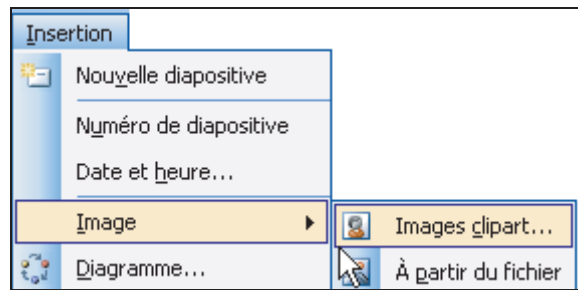 Insertion
Nouvelle diapositive
Numéro de diapositive
Date et heure...
Image
Images clipart...
Diagramme...
À partir du fichier